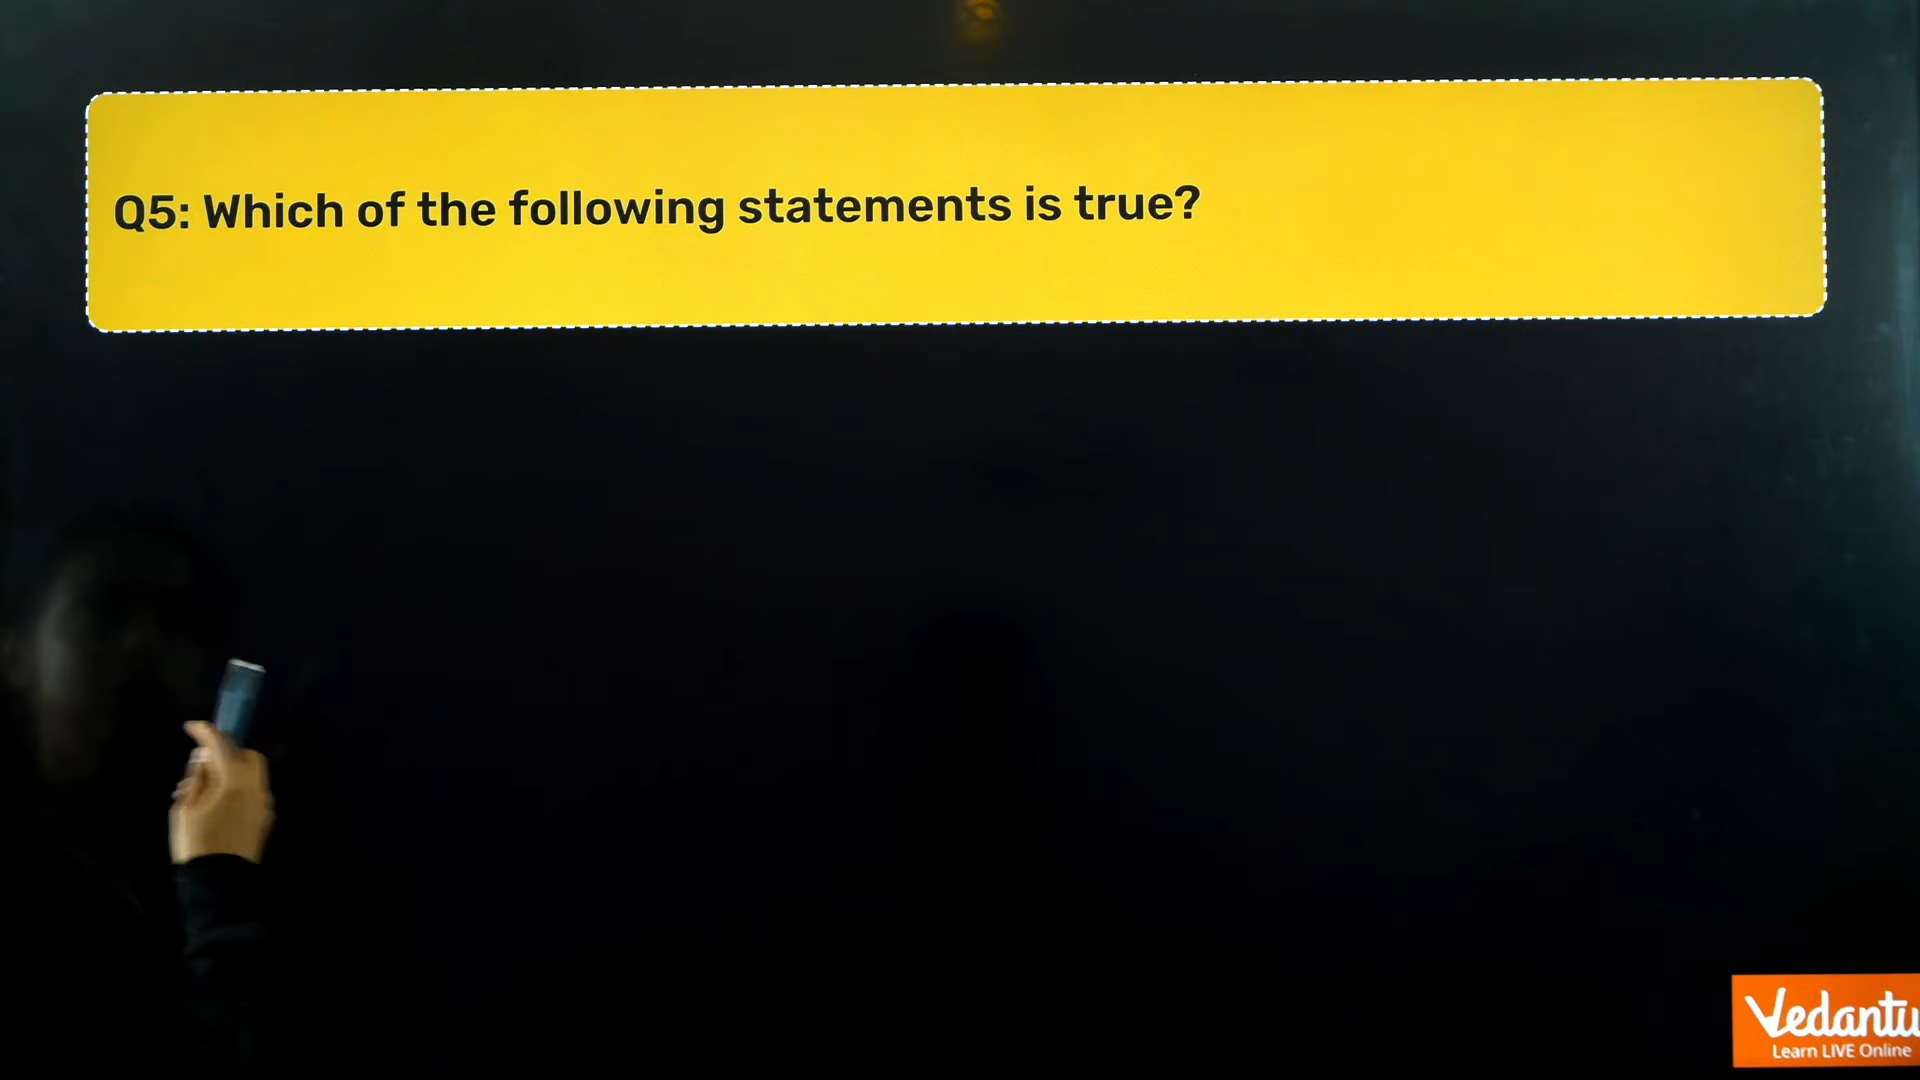 Q5: Which of the following statements is true?
Vedantu
Learn LIVE Online